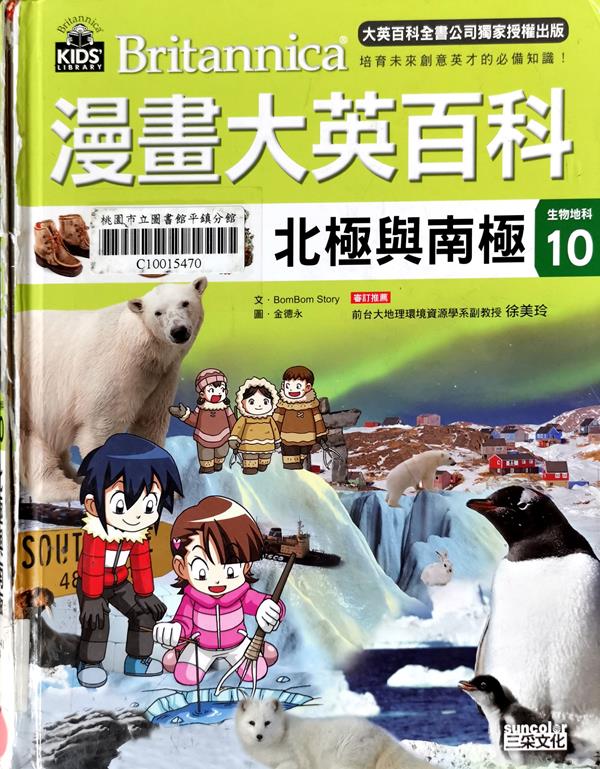 Britannica
KIDS'
LIBRARY
Britannica®
大英百科全書公司獨家授權出版
培育未來創意英才的必備知識！
漫畫大英百科
桃園市立圖書館平鎮分館
C10015470
北極與南極
生物地科
10
文・BomBom Story
圖・金德永
審訂推薦
前台大地理環境資源學系副教授 徐美玲
SOUT
48
suncolor
三采文化